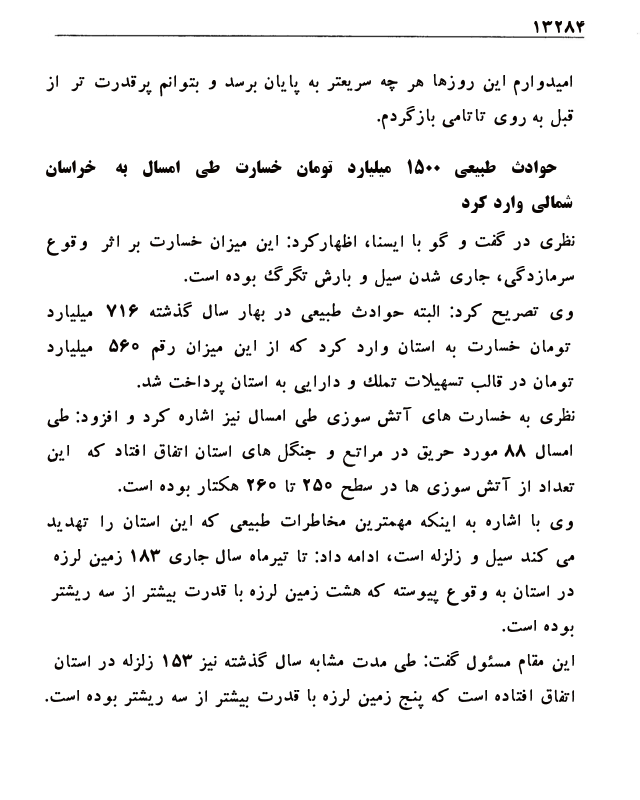 ۱۳۲۸۴
امیدوارم این روزها هر چه سریعتر به پایان برسد و بتوانم پرقدرت تر از
قبل به روی تاتامی بازگردم.
حوادث طبیعی ۱۵۰۰ میلیارد تومان خسارت طی امسال به خراسان
شمالی وارد کرد
نظری در گفت و گو با ایسنا، اظهارکرد: این میزان خسارت بر اثر وقوع
سرمازدگی، جاری شدن سیل و بارش تگرگ بوده است.
وی تصریح کرد: البته حوادث طبیعی در بهار سال گذشته ۷۱۶ میلیارد
تومان خسارت به استان وارد کرد که از این میزان رقم ۵۶۰ میلیارد
تومان در قالب تسهیلات تملك و دارایی به استان پرداخت شد.
نظری به خسارت های آتش سوزی طی امسال نیز اشاره کرد و افزود: طی
امسال ۸۸ مورد حریق در مراتع و جنگل های استان اتفاق افتاد که این
تعداد از آتش سوزی ها در سطح ۲۵۰ تا ۲۶۰ هکتار بوده است.
وی با اشاره به اینکه مهمترین مخاطرات طبیعی که این استان را تهدید
می کند سیل و زلزله است، ادامه داد: تا تیرماه سال جاری ۱۸۳ زمین لرزه
در استان به وقوع پیوسته که هشت زمین لرزه با قدرت بیشتر از سه ریشتر
بوده است.
این مقام مسئول گفت: طی مدت مشابه سال گذشته نیز ۱۵۳ زلزله در استان
اتفاق افتاده است که پنج زمین لرزه با قدرت بیشتر از سه ریشتر بوده است.